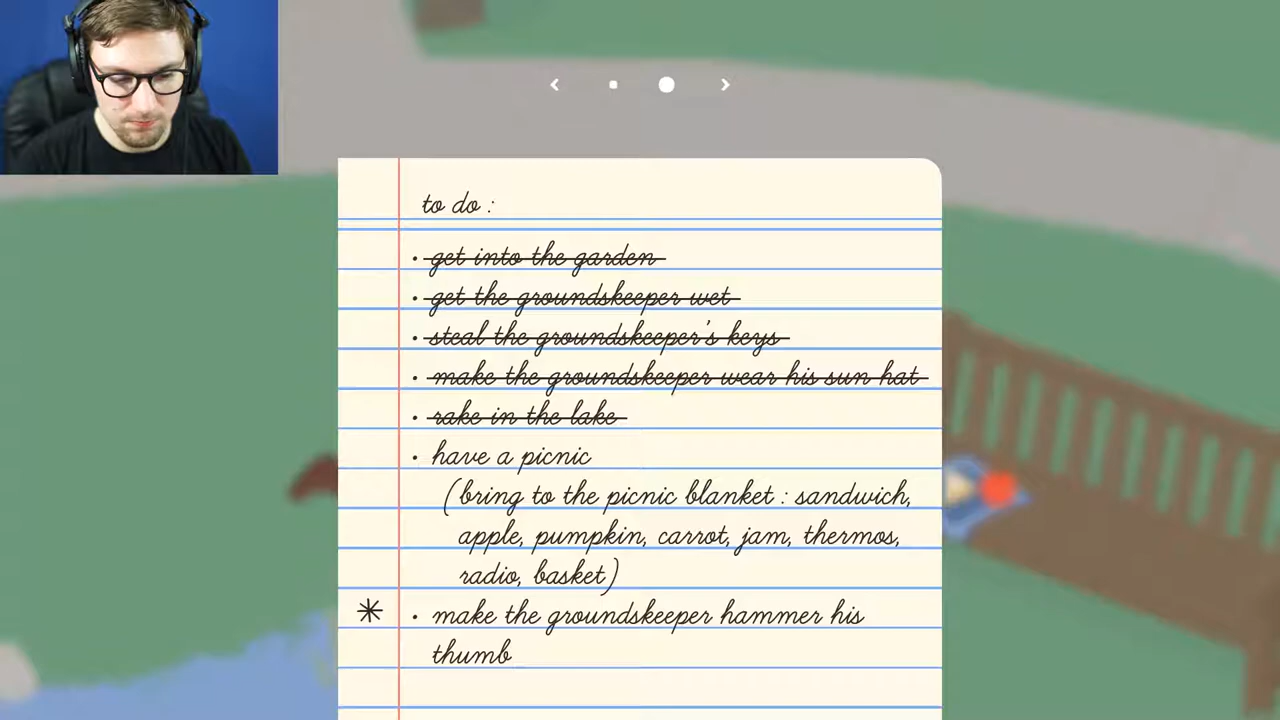 to do :
• get into the garden
• get the groundskeeper wet
• steal the groundskeeper's keys
• make the groundskeeper wear his sun hat
• rake in the lake
• have a picnic
(bring to the picnic blanket : sandwich,
apple, pumpkin, carrot, jam, thermos,
radio, basket)
* • make the groundskeeper hammer his
thumb